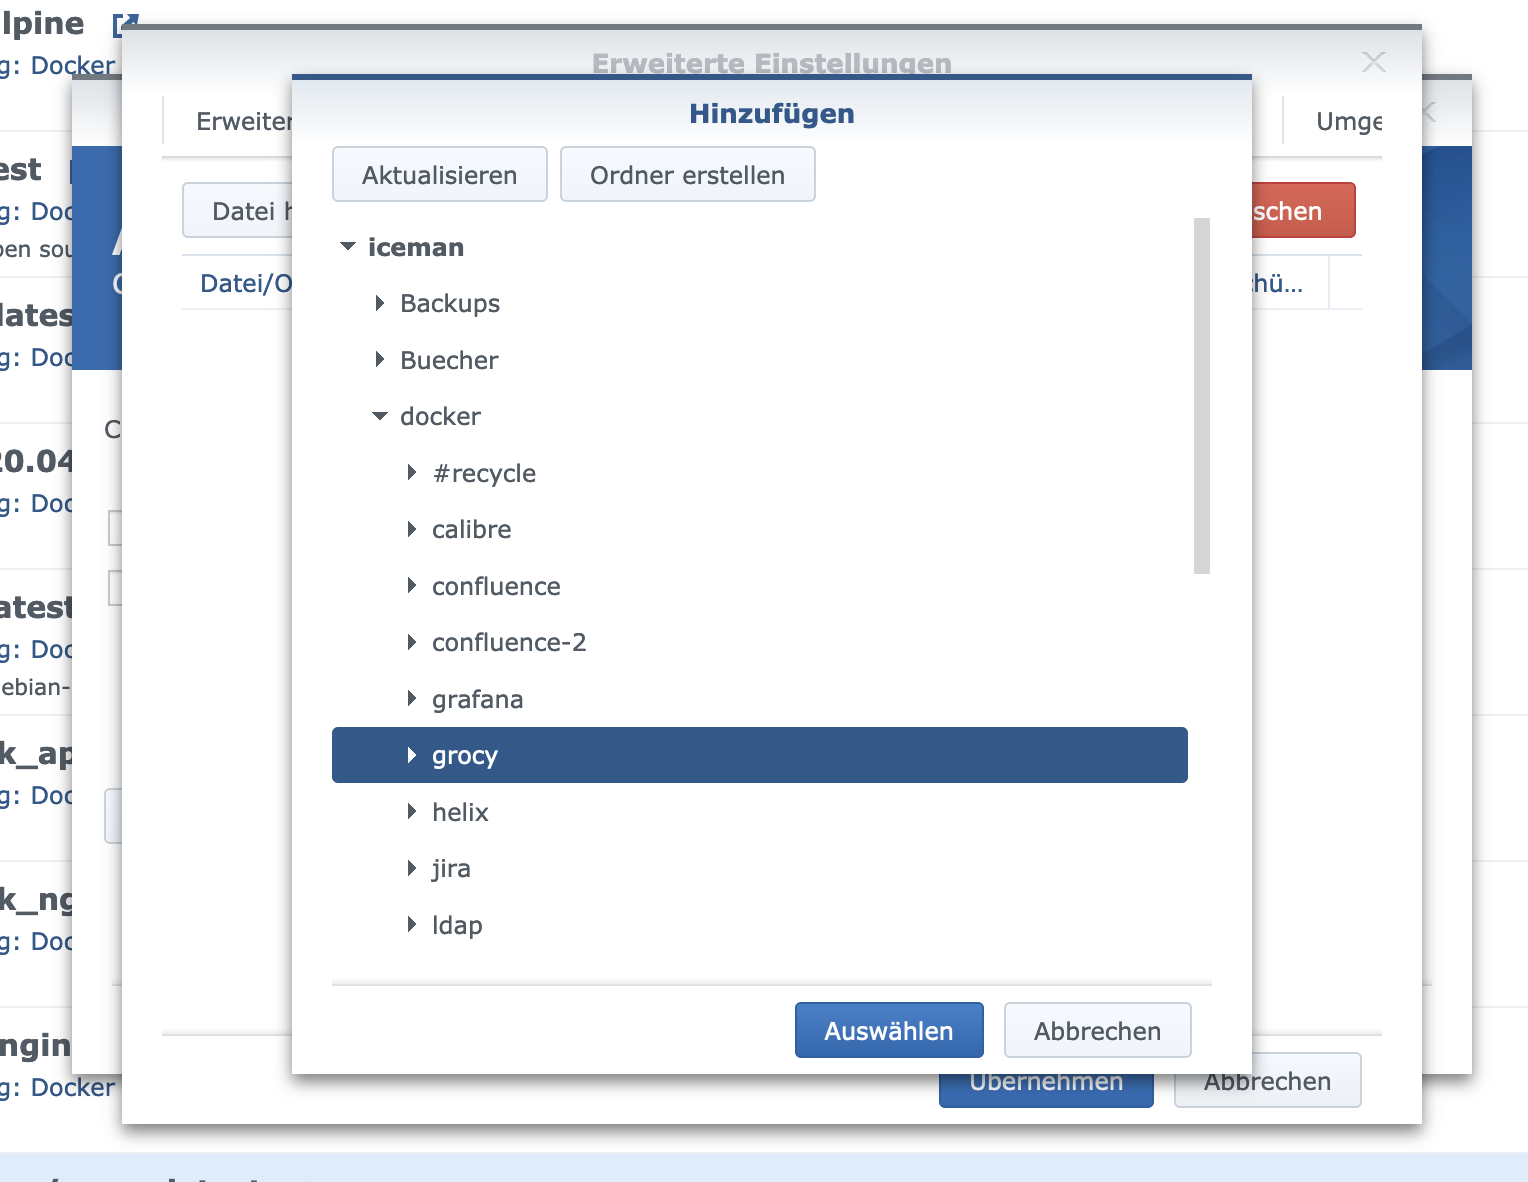 lpine
g: Docker
Erweiterte Einstellungen
Hinzufügen
Erweiter
Umge
est
Aktualisieren
Ordner erstellen
g: Doc
Datei h
schen
pen sou
iceman
Datei/O
hü...
Backups
lates
g: Doc
Buecher
docker
C
20.04
#recycle
g: Doc
calibre
confluence
atest
confluence-2
g: Doc
ebian-
grafana
k_ap
grocy
g: Doc
helix
jira
k_ng
ldap
g: Doc
Auswählen
Abbrechen
ngin
g: Docker
Übernehmen
Abbrechen